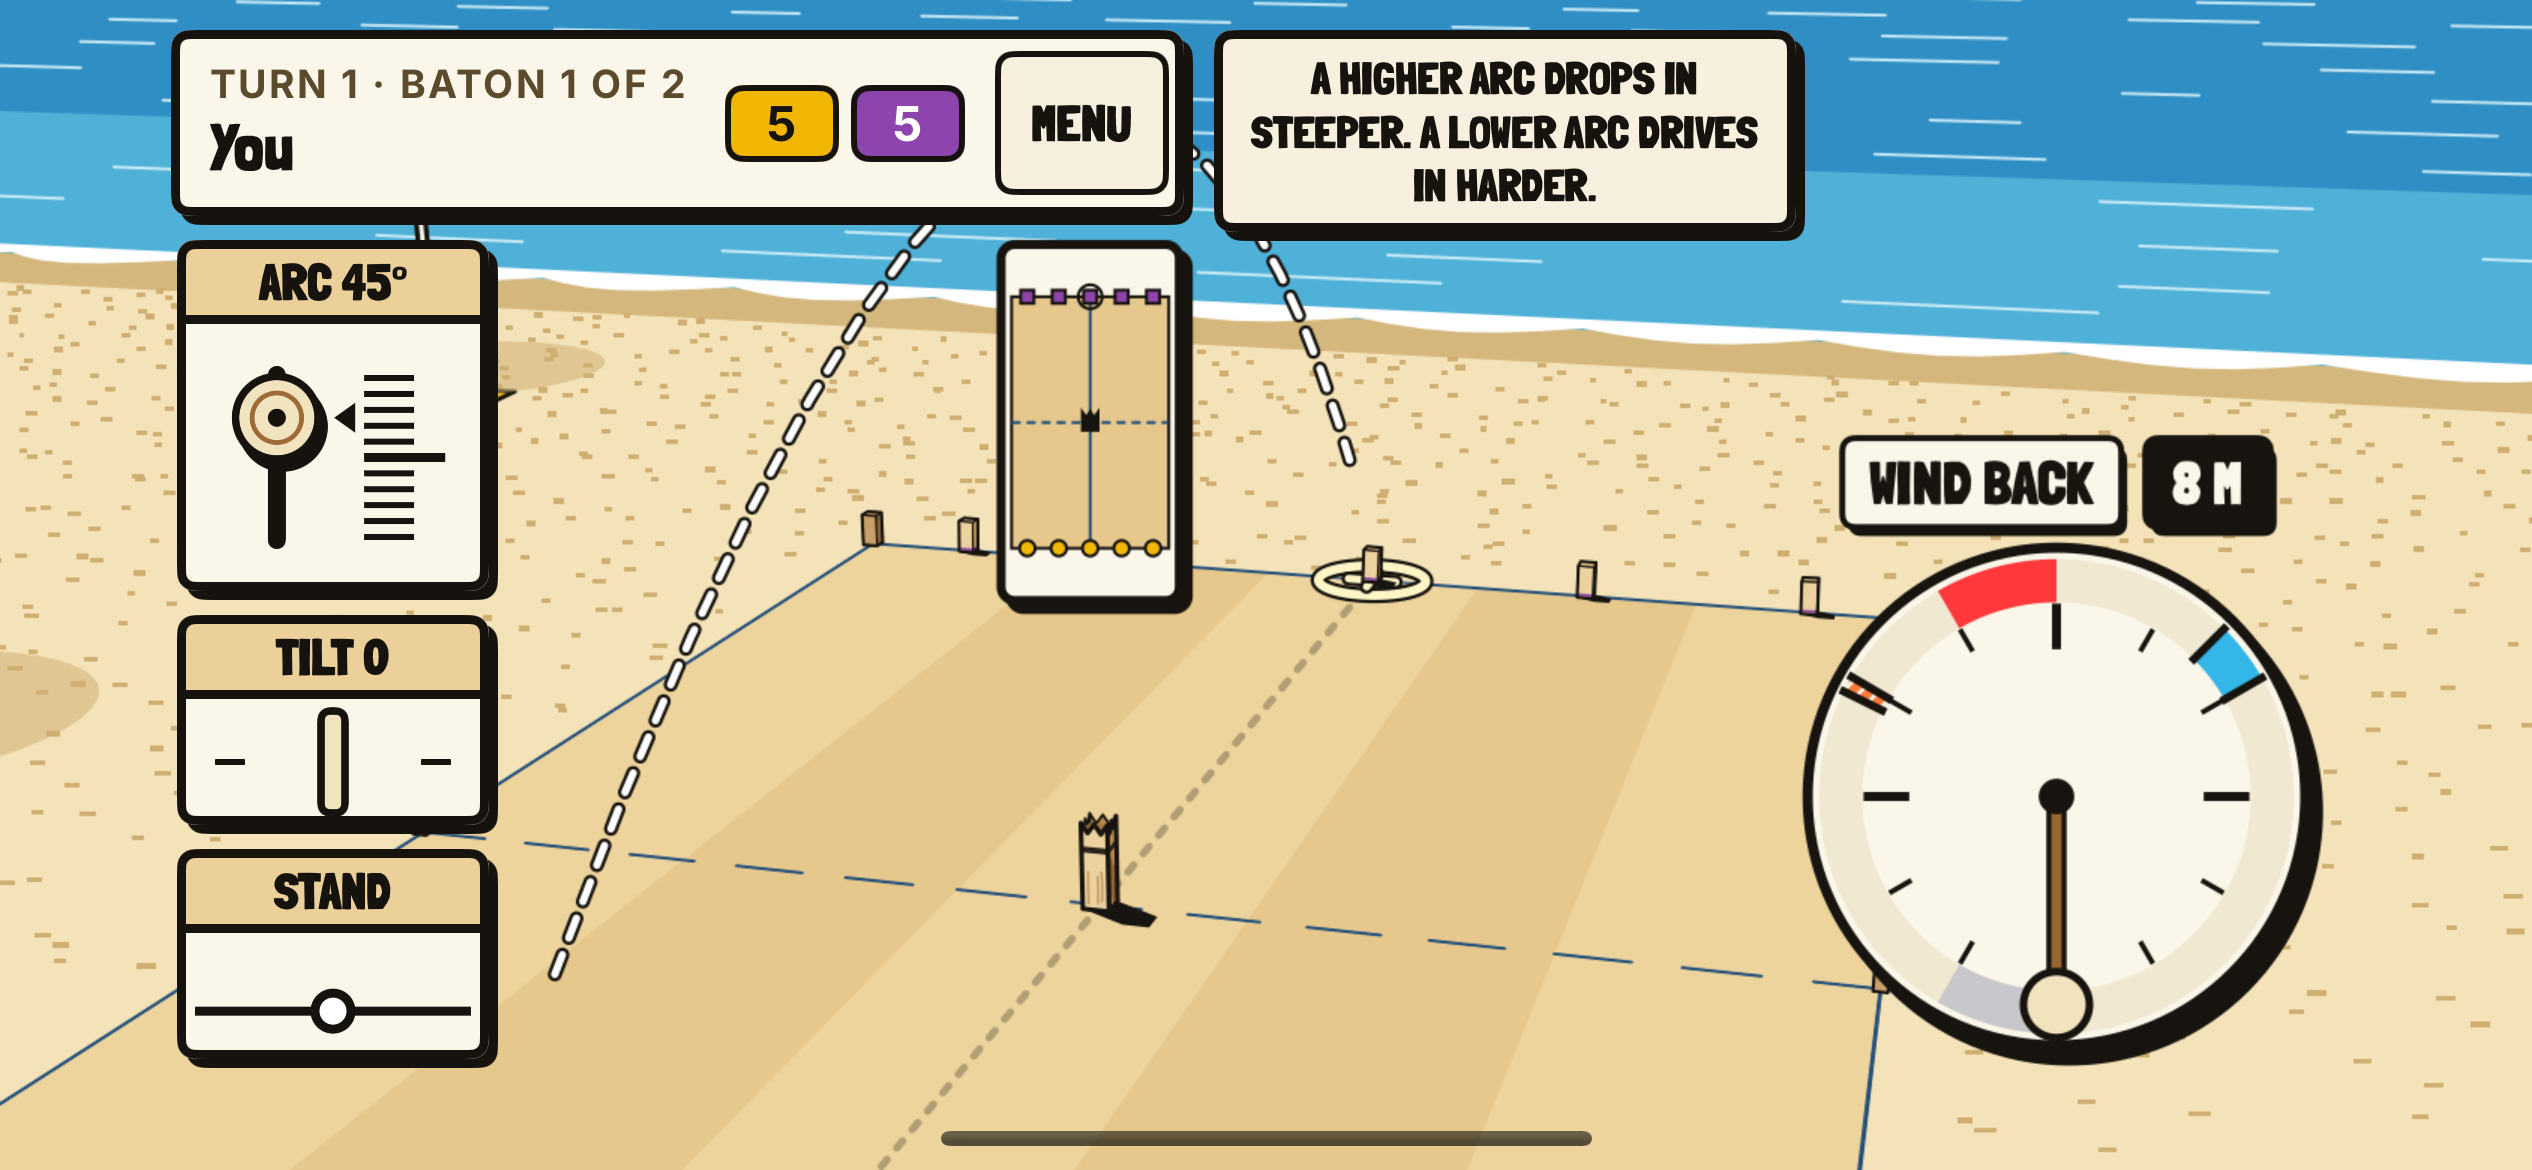 TURN 1 · BATON 1 OF 2
You
5
5
MENU
A HIGHER ARC DROPS IN
STEEPER. A LOWER ARC DRIVES
IN HARDER.
ARC 45°
TILT 0
STAND
WIND BACK
8 M